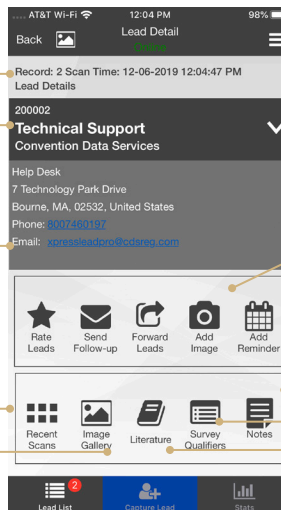 AT&T Wi-Fi 12:04 PM 98%
Back Lead Detail
Online
Record: 2 Scan Time: 12-06-2019 12:04:47 PM
Lead Details
200002
Technical Support
Convention Data Services
Help Desk
7 Technology Park Drive
Bourne, MA, 02532, United States
Phone: 8007460197
Email: xpressleadpro@cdsreg.com
Rate Leads
Send Follow-up
Forward Leads
Add Image
Add Reminder
Recent Scans
Image Gallery
Literature
Survey Qualifiers
Notes
2
Lead List Capture Lead Stats